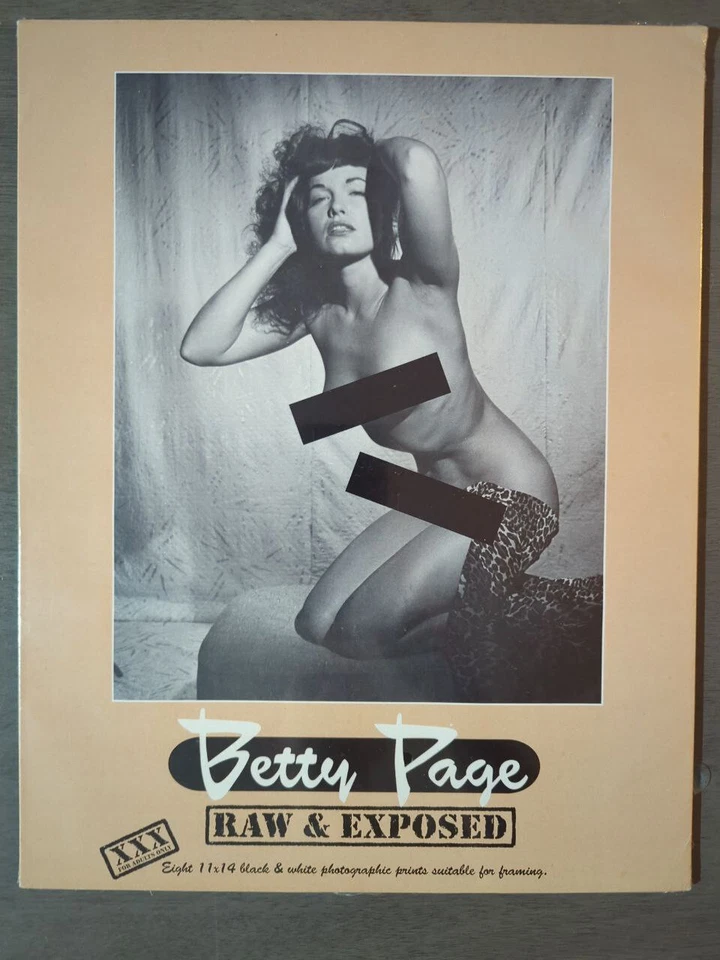 Betty Page
RAW & EXPOSED
XXX
FOR ADULTS ONLY
Eight 11x14 black & white photographic prints suitable for framing.